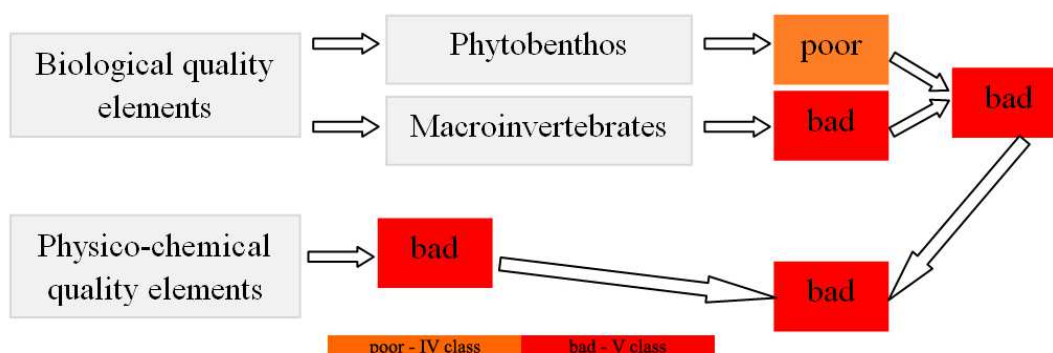 Biological quality
elements
Phytobenthos
poor
Macroinvertebrates
bad
bad
Physico-chemical
quality elements
bad
bad
poor - IV class
bad - V class